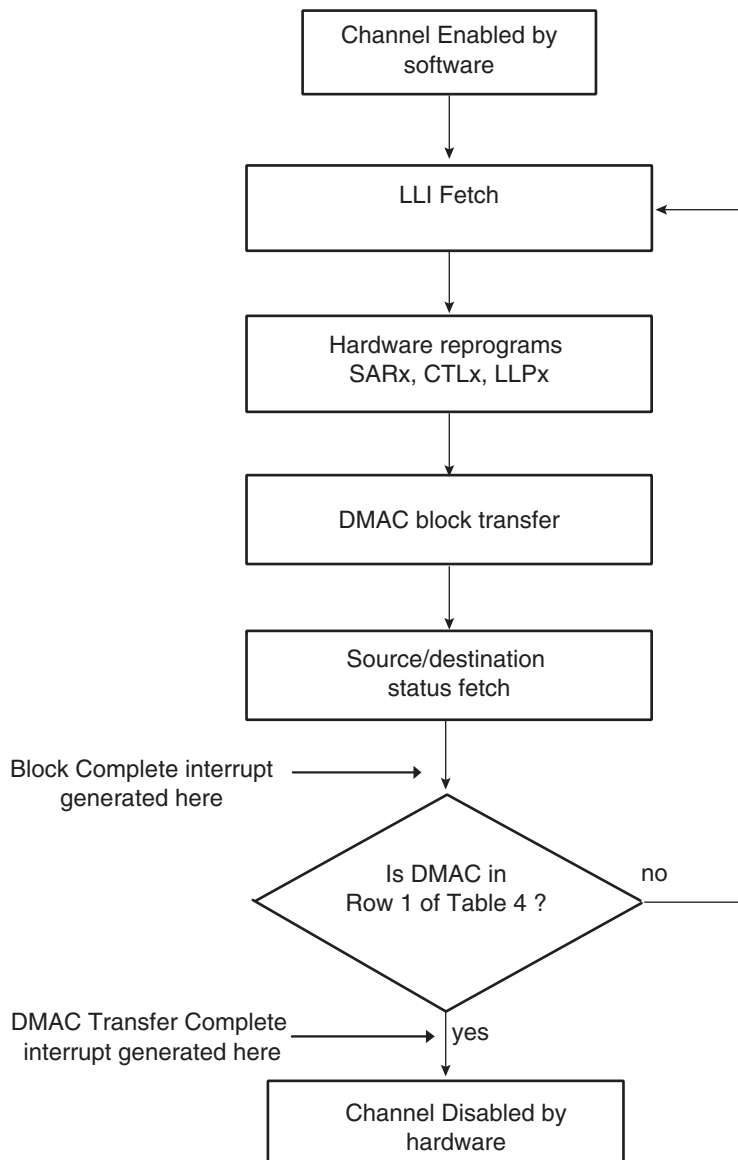 Channel Enabled by
software
LLI Fetch
Hardware reprograms
SARx, CTLx, LLPx
DMAC block transfer
Source/destination
status fetch
Block Complete interrupt
generated here
Is DMAC in
Row 1 of Table 4 ?
no
DMAC Transfer Complete
interrupt generated here
yes
Channel Disabled by
hardware